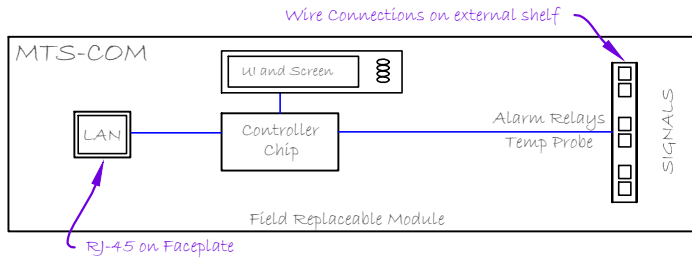 Wire Connections on external shelf
MTS-COM
UI and Screen
LAN
Controller
Chip
Alarm Relays
Temp Probe
SIGNALS
Field Replaceable Module
RJ-45 on Faceplate